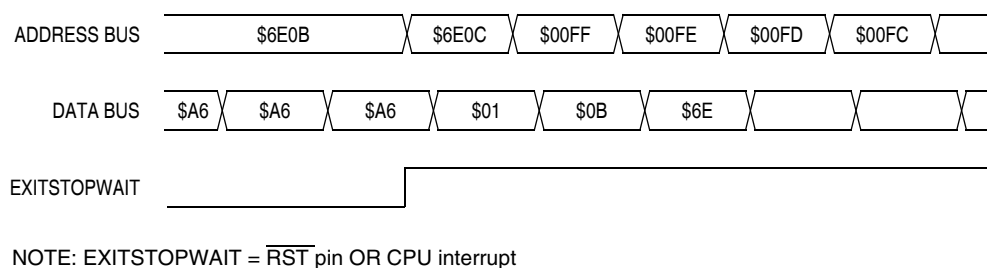 ADDRESS BUS $6E0B $6E0C $00FF $00FE $00FD $00FC
DATA BUS $A6 $A6 $A6 $01 $0B $6E
EXITSTOPWAIT
NOTE: EXITSTOPWAIT = RST pin OR CPU interrupt